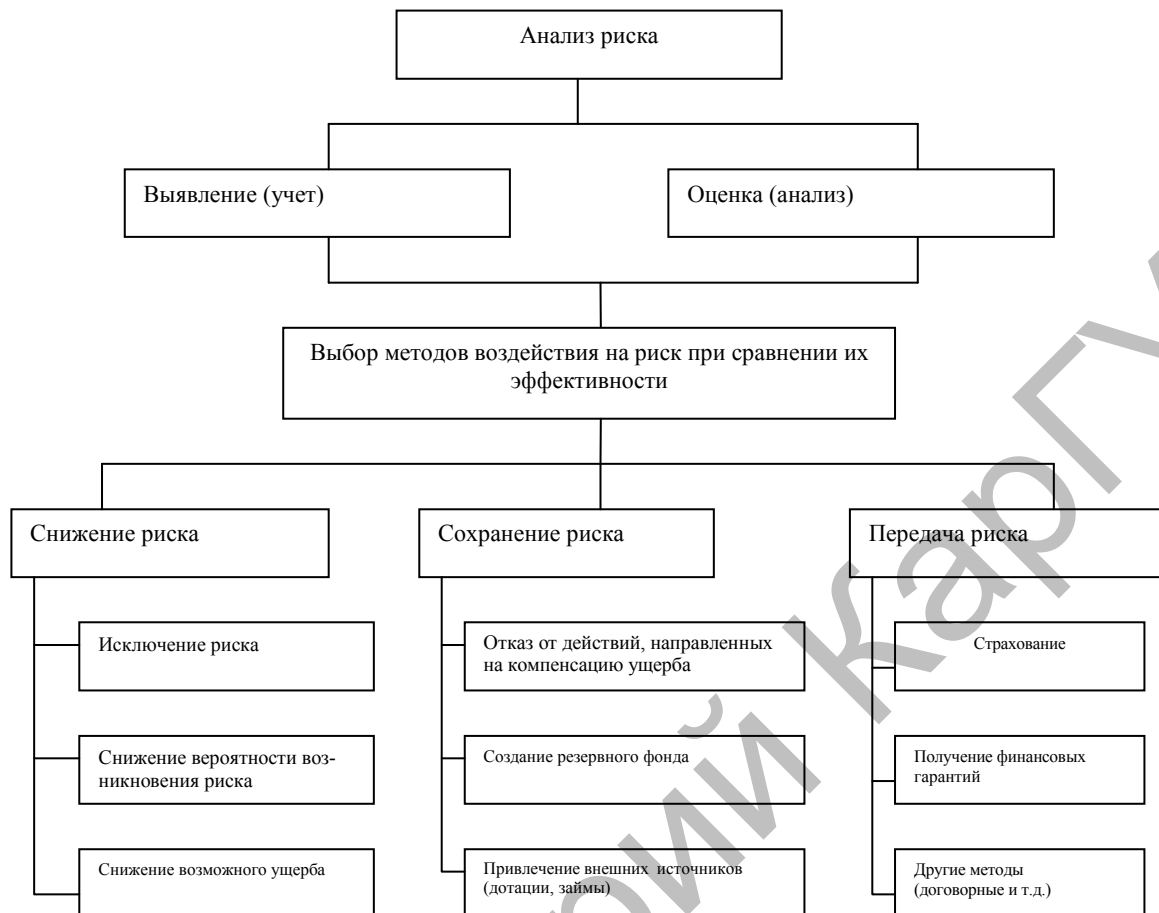 Анализ риска
Выявление (учет)
Оценка (анализ)
Выбор методов воздействия на риск при сравнении их
эффективности
Снижение риска
Сохранение риска
Передача риска
Исключение риска
Отказ от действий, направленных
на компенсацию ущерба
Страхование
Снижение вероятности воз-
никновения риска
Создание резервного фонда
Получение финансовых
гарантий
Снижение возможного ущерба
Привлечение внешних источников
(дотации, займы)
Другие методы
(договорные и т.д.)
рий КарГУ